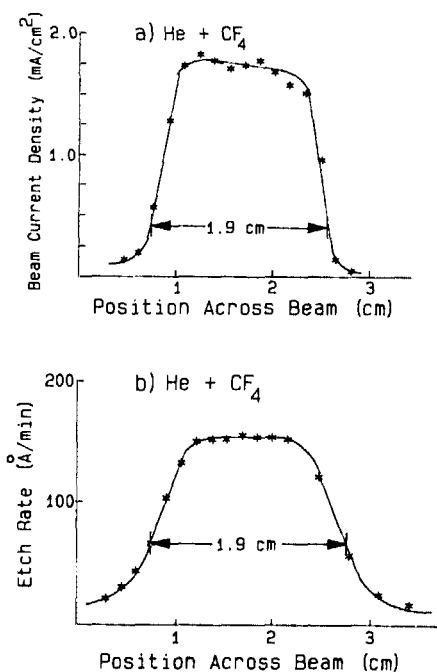 a) He + CF4
Beam Current Density (mA/cm²)
2.0
1.0
1.9 cm
1 2 3
Position Across Beam (cm)
b) He + CF4
Etch Rate (Å/min)
200
100
1.9 cm
1 2 3
Position Across Beam (cm)